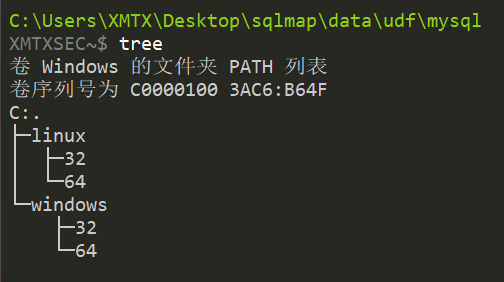 C:\Users\XMTX\Desktop\sqlmap\data\udf\mysql
XMTXSEC~$ tree
卷 Windows 的文件夹 PATH 列表
卷序列号为 C0000100 3AC6:B64F
C:.
├─linux
│  ├─32
│  └─64
└─windows
    ├─32
    └─64